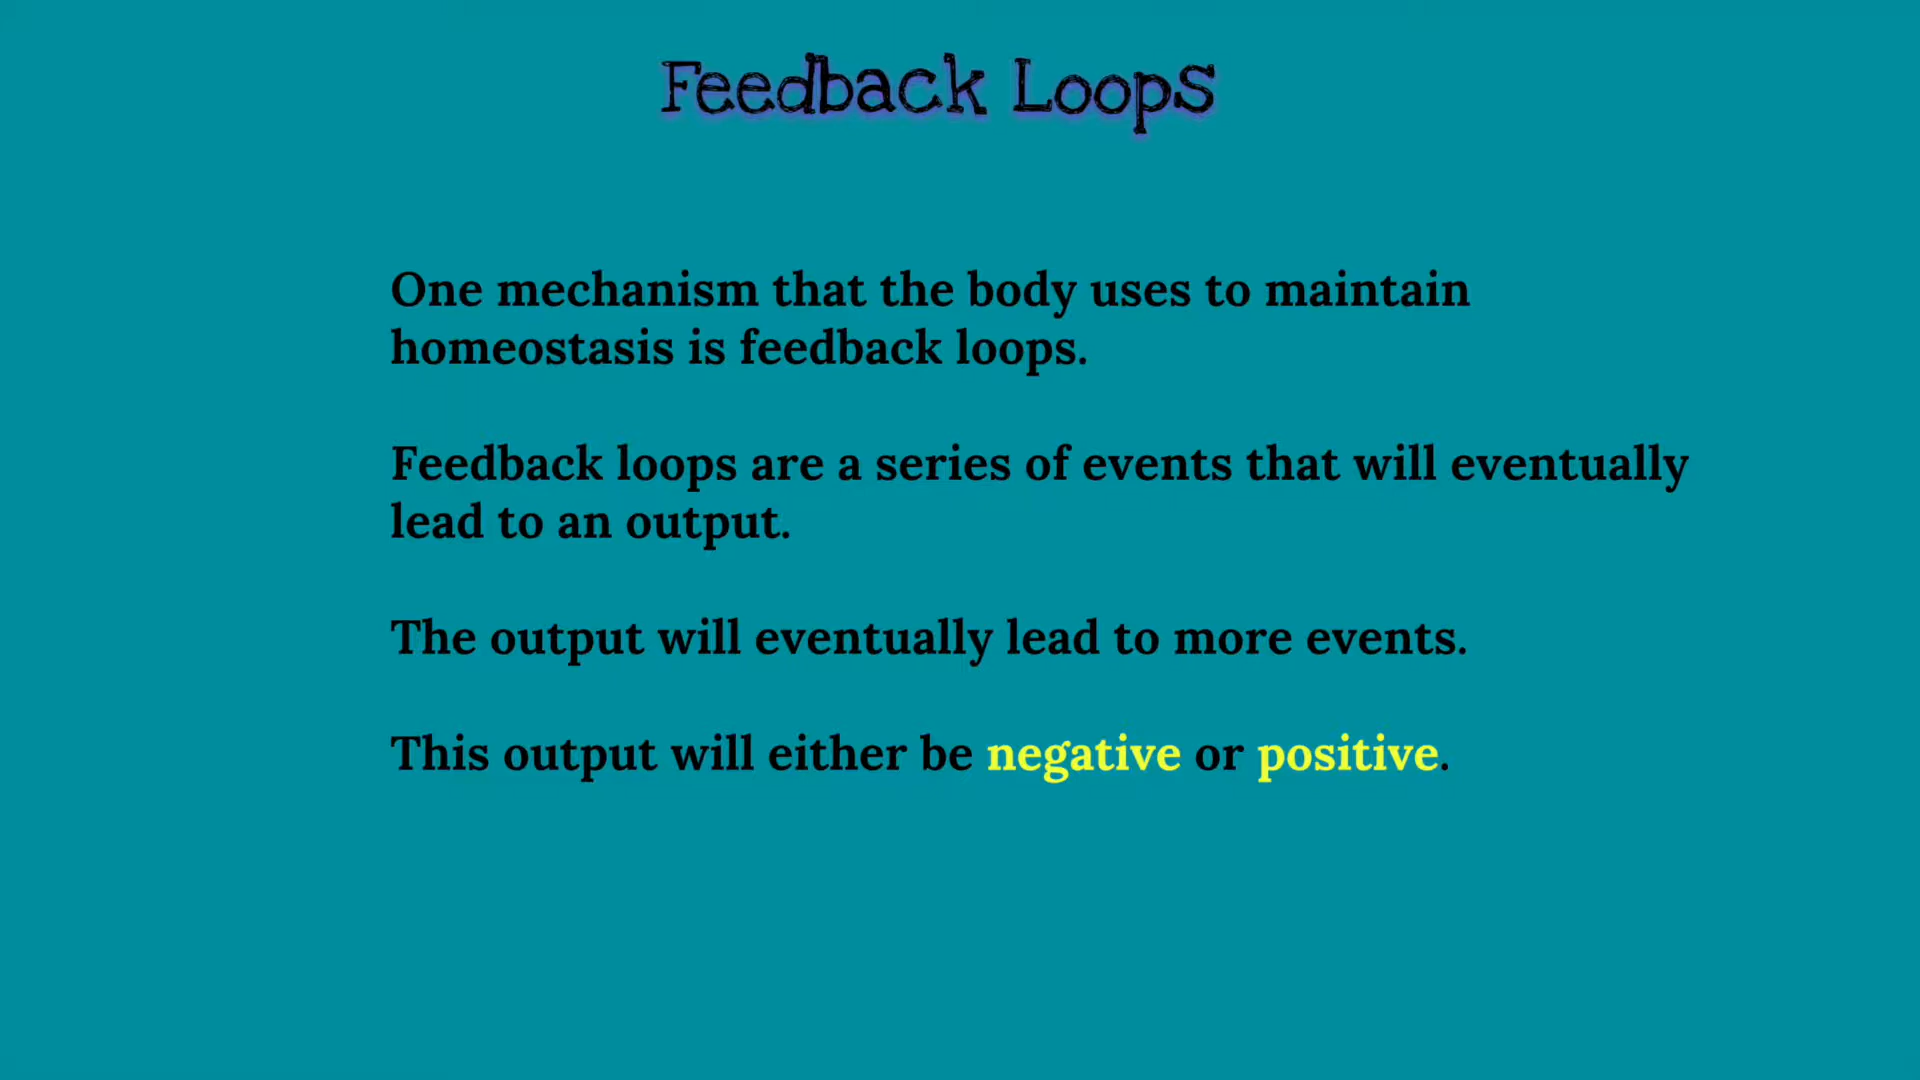 Feedback Loops
One mechanism that the body uses to maintain
homeostasis is feedback loops.
Feedback loops are a series of events that will eventually
lead to an output.
The output will eventually lead to more events.
This output will either be negative or positive.